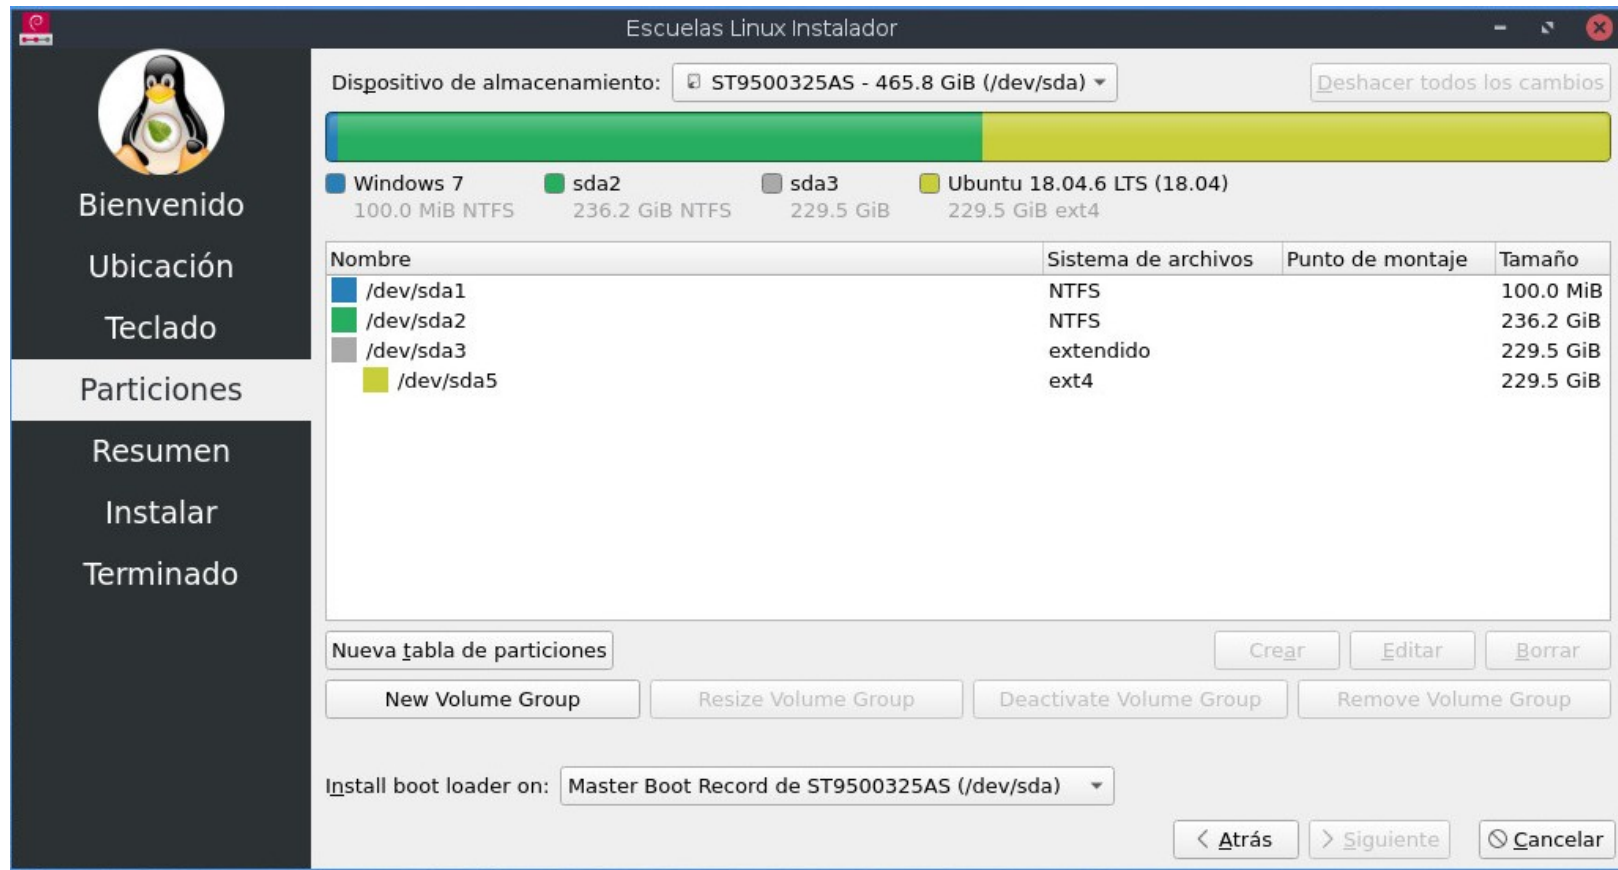 Escuelas Linux Instalador
Bienvenido
Ubicación
Teclado
Particiones
Resumen
Instalar
Terminado
Dispositivo de almacenamiento: ST9500325AS - 465.8 GiB (/dev/sda) Deshacer todos los cambios
Windows 7 sda2 sda3 Ubuntu 18.04.6 LTS (18.04)
100.0 MiB NTFS 236.2 GiB NTFS 229.5 GiB 229.5 GiB ext4
Nombre Sistema de archivos Punto de montaje Tamaño
/dev/sda1 NTFS 100.0 MiB
/dev/sda2 NTFS 236.2 GiB
/dev/sda3 extendido 229.5 GiB
/dev/sda5 ext4 229.5 GiB
Nueva tabla de particiones Crear Editar Borrar
New Volume Group Resize Volume Group Deactivate Volume Group Remove Volume Group
Install boot loader on: Master Boot Record de ST9500325AS (/dev/sda)
Atrás Siguiente Cancelar